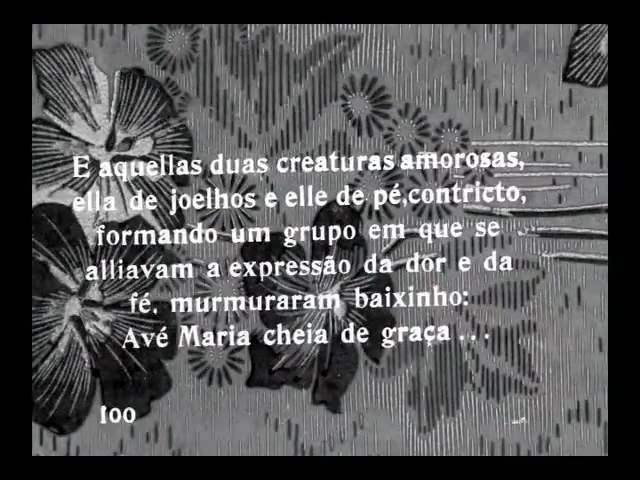 E aquellas duas creaturas amorosas,
ella de joelhos e elle de pé, contricto,
formando um grupo em que se
alliavam a expressão da dor e da
fé, murmuraram baixinho:
Avé Maria cheia de graça...
100